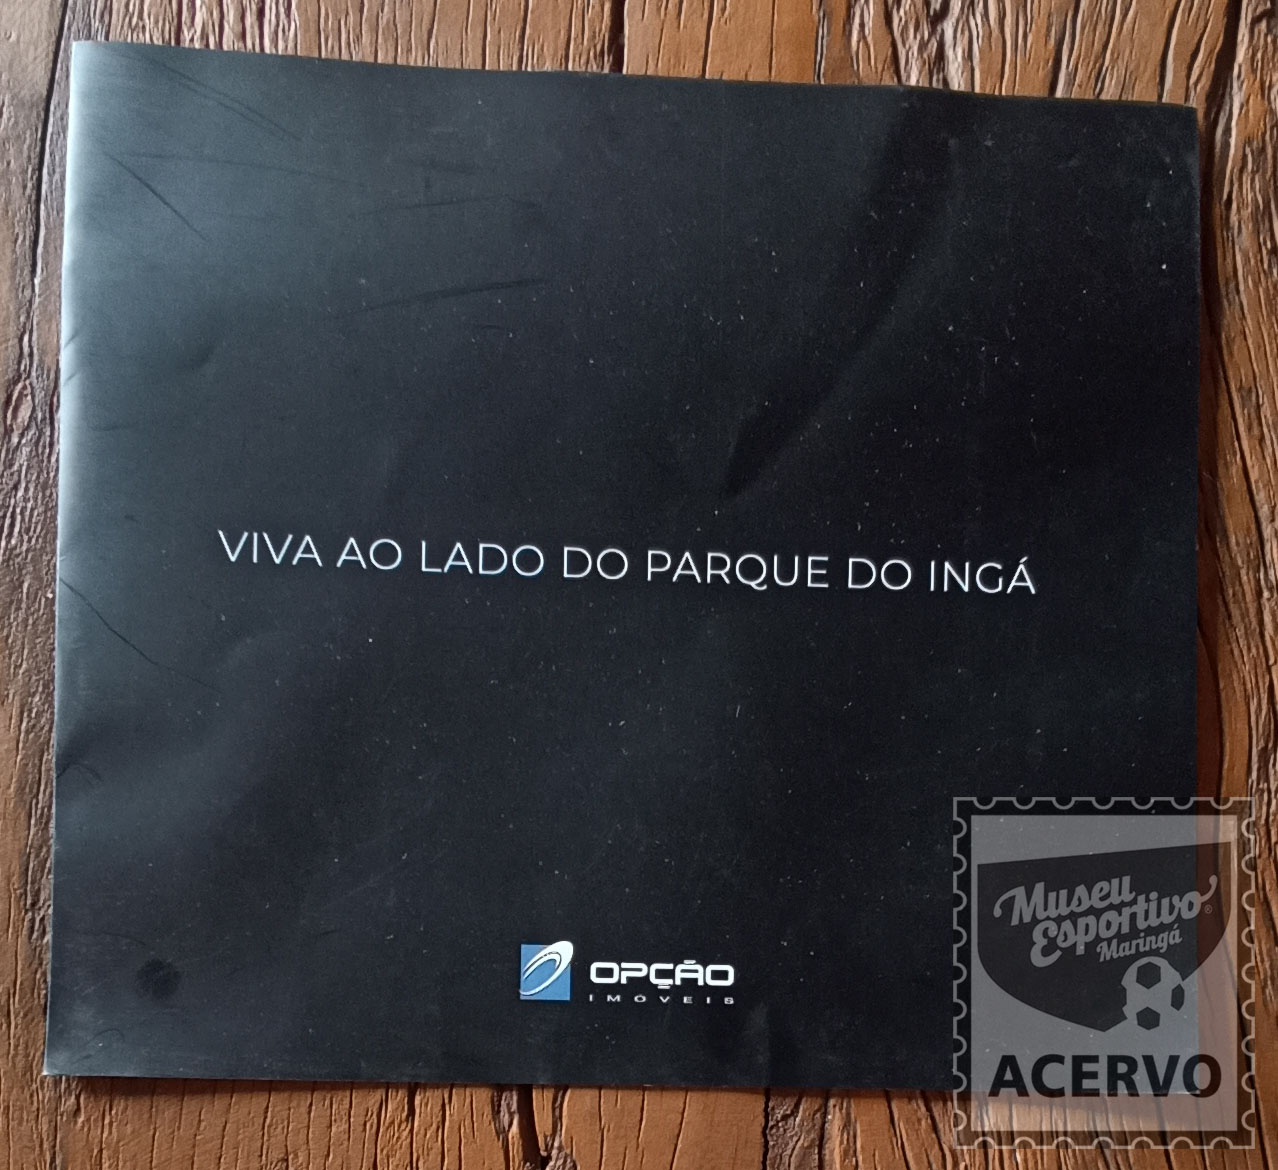 VIVA AO LADO DO PARQUE DO INGÁ
OPÇÃO
IMÓVEIS
Museu
Esportivo®
Maringá
ACERVO